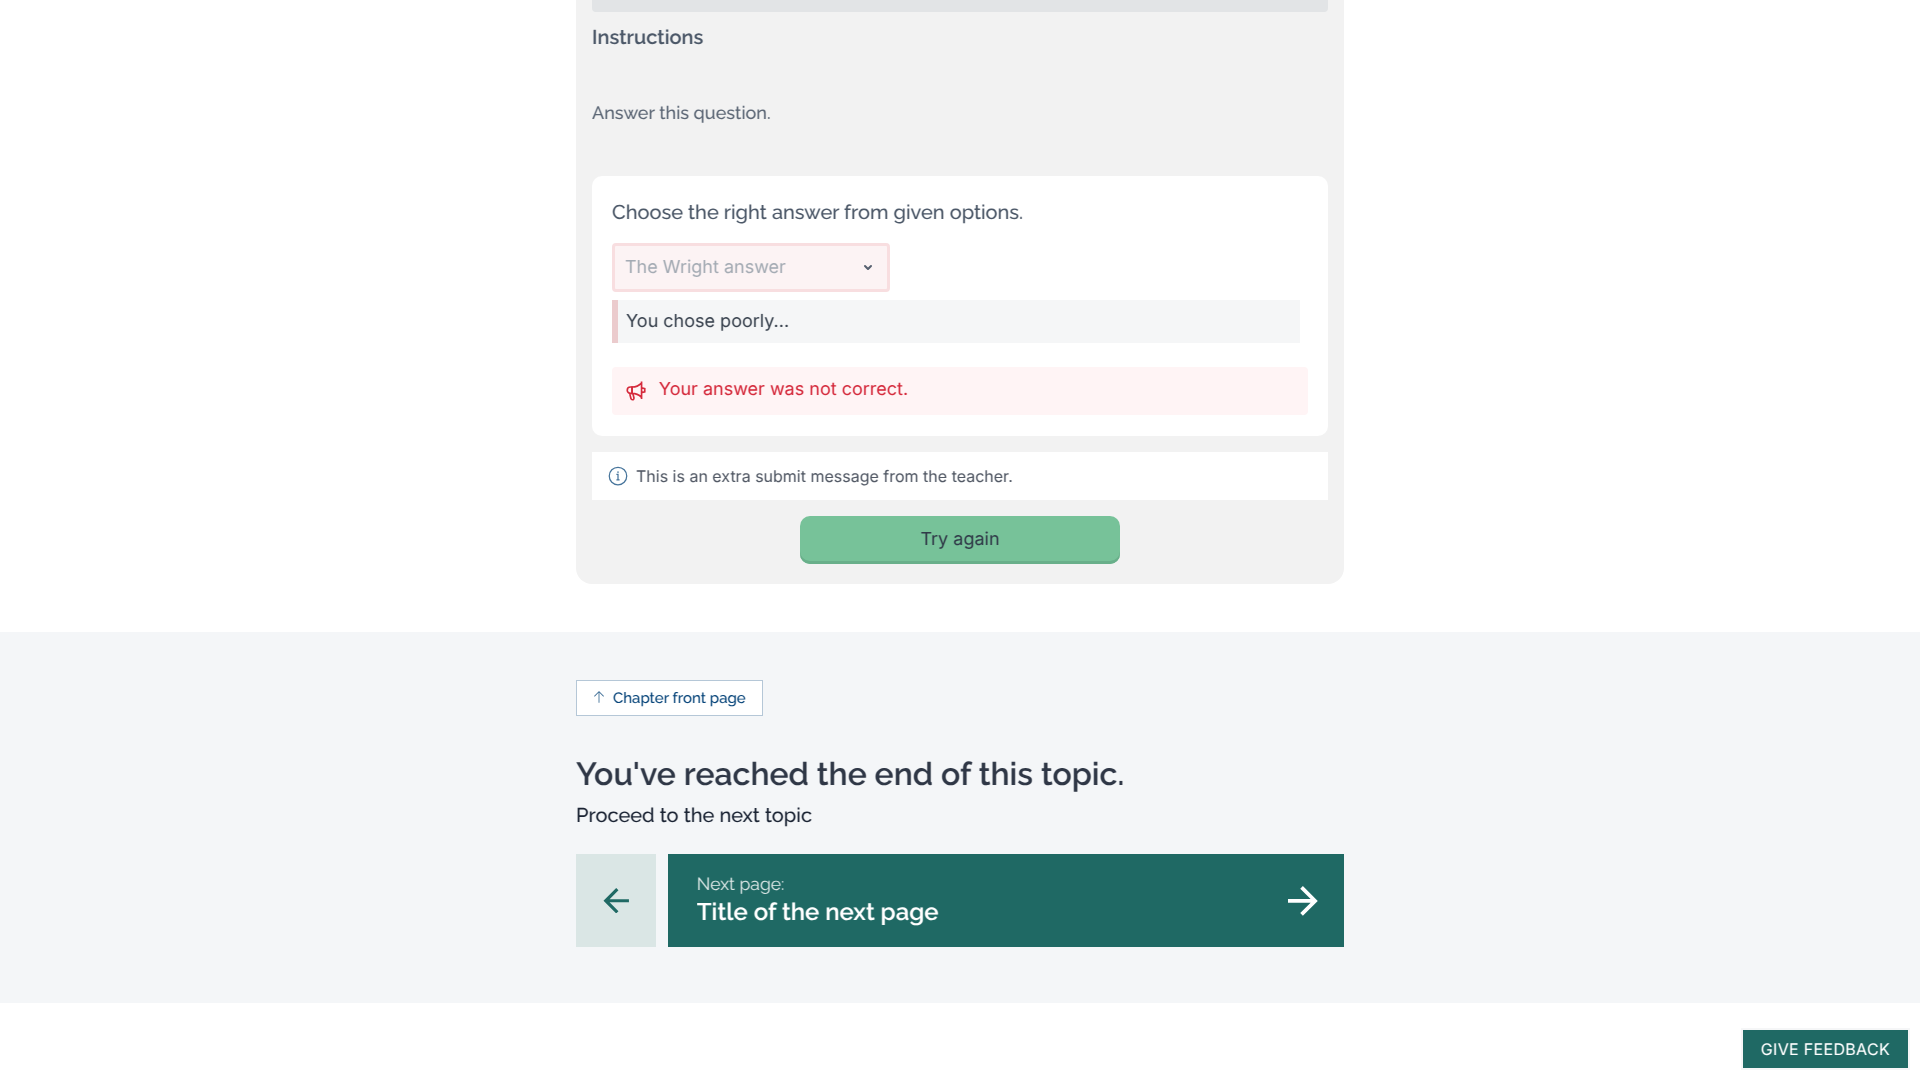 Instructions
Answer this question.
Choose the right answer from given options.
The Wright answer
You chose poorly...
Your answer was not correct.
This is an extra submit message from the teacher.
Try again
Chapter front page
You've reached the end of this topic.
Proceed to the next topic
Next page:
Title of the next page
GIVE FEEDBACK